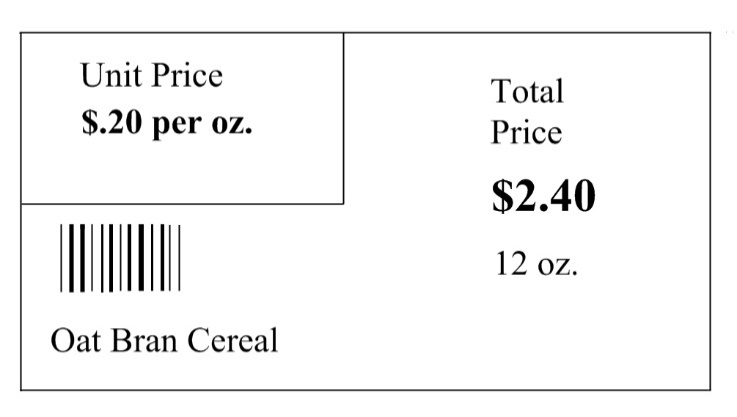 Unit Price
$.20 per oz.
Total
Price
$2.40
12 oz.
Oat Bran Cereal